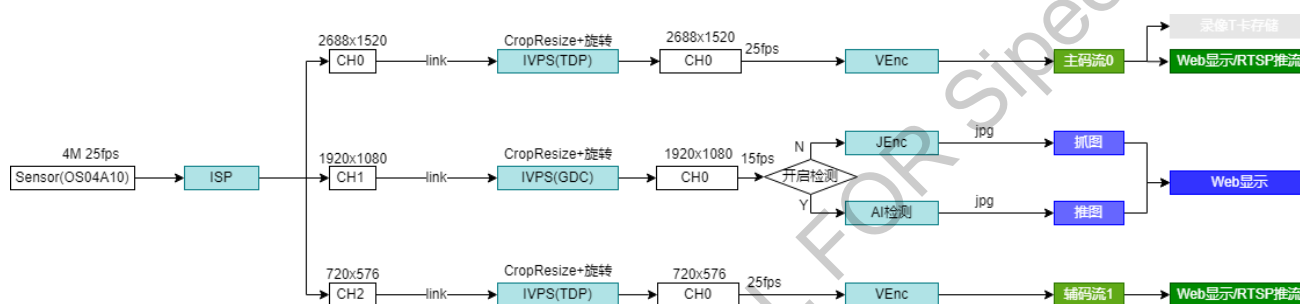 录像T卡存储
2688x1520
CropResize+旋转
2688x1520
25fps
CH0
link
IVPS(TDP)
CH0
VEnc
主码流0
Web显示/RTSP推流
4M 25fps
Sensor(OS04A10)
ISP
1920x1080
CropResize+旋转
1920x1080
15fps
CH1
link
IVPS(GDC)
CH0
开启检测
N
JEnc
jpg
抓图
Y
AI检测
jpg
推图
Web显示
720x576
CropResize+旋转
720x576
25fps
CH2
link
IVPS(TDP)
CH0
VEnc
辅码流1
Web显示/RTSP推流
FOR Sipeed